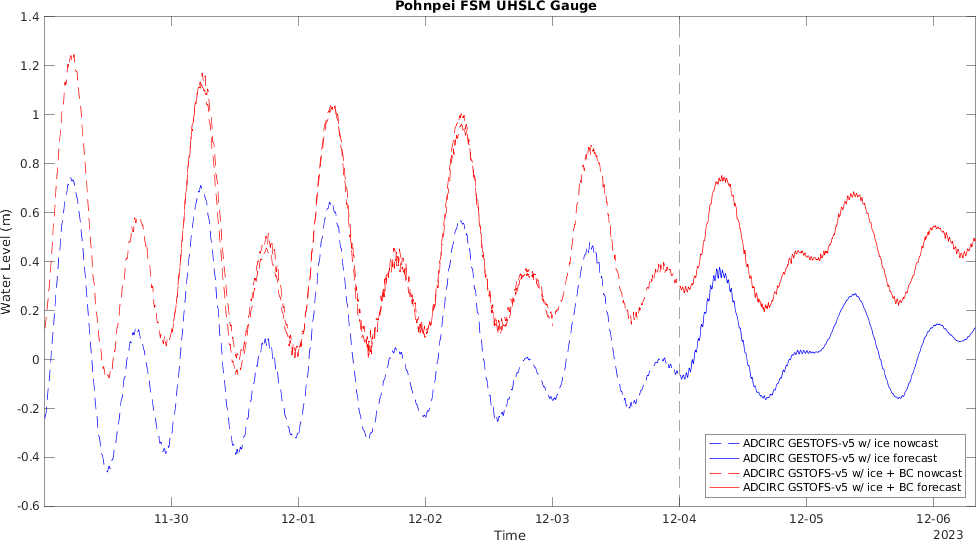 Pohnpei FSM UHSLC Gauge
1.4
1.2
1
0.8
0.6
0.4
0.2
0
-0.2
-0.4
-0.6
Water Level (m)
ADCIRC GESTOFS-v5 w/ ice nowcast
ADCIRC GESTOFS-v5 w/ ice forecast
ADCIRC GSTOFS-v5 w/ ice + BC nowcast
ADCIRC GSTOFS-v5 w/ ice + BC forecast
11-30 12-01 12-02 12-03 12-04 12-05 12-06
Time
2023